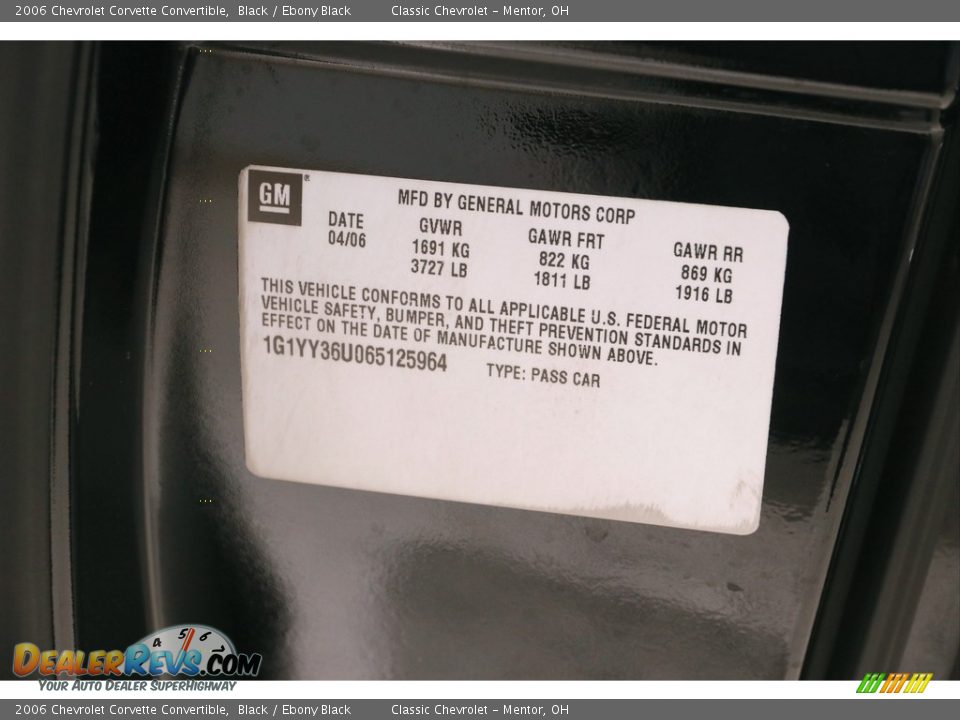 2006 Chevrolet Corvette Convertible, Black / Ebony Black Classic Chevrolet - Mentor, OH
GM
MFD BY GENERAL MOTORS CORP
DATE GVWR GAWR FRT GAWR RR
04/06 1691 KG 822 KG 869 KG
3727 LB 1811 LB 1916 LB
THIS VEHICLE CONFORMS TO ALL APPLICABLE U.S. FEDERAL MOTOR
VEHICLE SAFETY, BUMPER, AND THEFT PREVENTION STANDARDS IN
EFFECT ON THE DATE OF MANUFACTURE SHOWN ABOVE.
1G1YY36U065125964 TYPE: PASS CAR
4 5 6
DEALERREVS.COM
YOUR AUTO DEALER SUPERHIGHWAY
2006 Chevrolet Corvette Convertible, Black / Ebony Black Classic Chevrolet - Mentor, OH